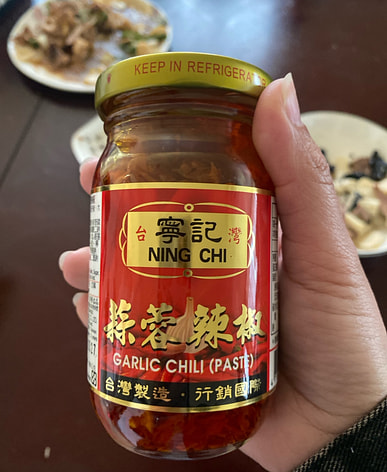 KEEP IN REFRIGERAT
台 寧記 灣
NING CHI
蒜蓉辣椒
GARLIC CHILI (PASTE)
台灣製造・行銷國際